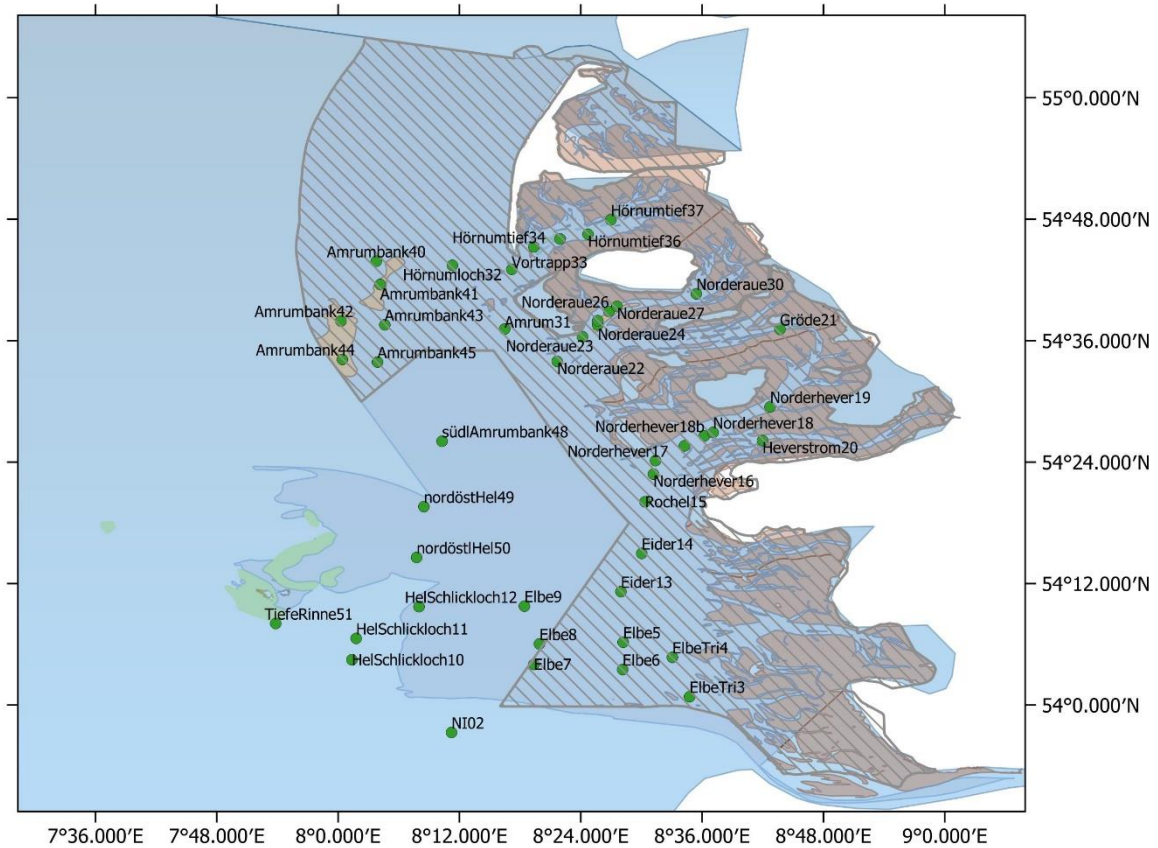 55°0.000'N
Hörnumtief37
54°48.000'N
Hörnumtief34
Hörnumtief36
Amrumbank40
Vortrapp33
Hörnumloch32
Norderaue30
Amrumbank41
Norderaue26
Amrumbank42
Amrumbank43
Norderaue27
Amrum31
Gröde21
Norderaue24
54°36.000'N
Norderaue23
Amrumbank44
Amrumbank45
Norderaue22
Norderhever19
Norderhever18b
Norderhever18
südlAmrumbank48
Norderhever17
Heverstrom20
54°24.000'N
Norderhever16
nordöstHel49
Rochel15
nordöstlHel50
Eider14
54°12.000'N
Eider13
HelSchlickloch12
Elbe9
TiefeRinne51
HelSchlickloch11
Elbe8
Elbe5
ElbeTri4
HelSchlickloch10
Elbe7
Elbe6
ElbeTri3
54°0.000'N
NI02
7°36.000'E
7°48.000'E
8°0.000'E
8°12.000'E
8°24.000'E
8°36.000'E
8°48.000'E
9°0.000'E